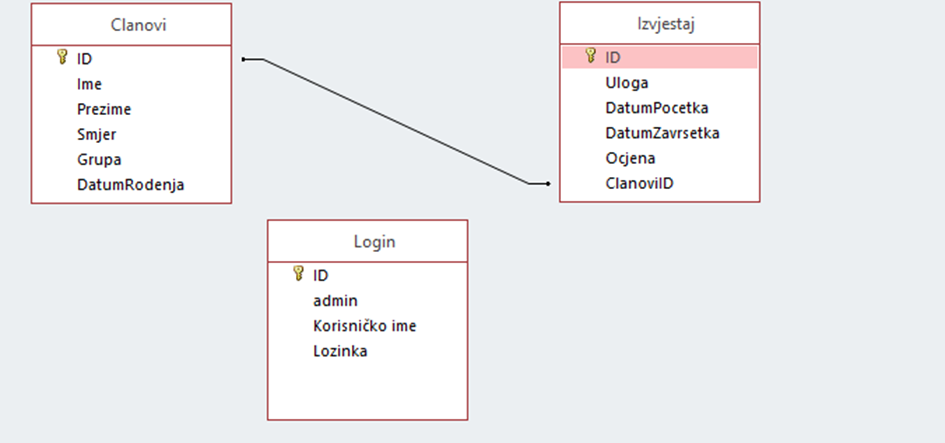 Clanovi
ID
Ime
Prezime
Smjer
Grupa
DatumRodenja
Izvjestaj
ID
Uloga
DatumPocetka
DatumZavrsetka
Ocjena
ClanoviID
Login
ID
admin
Korisničko ime
Lozinka